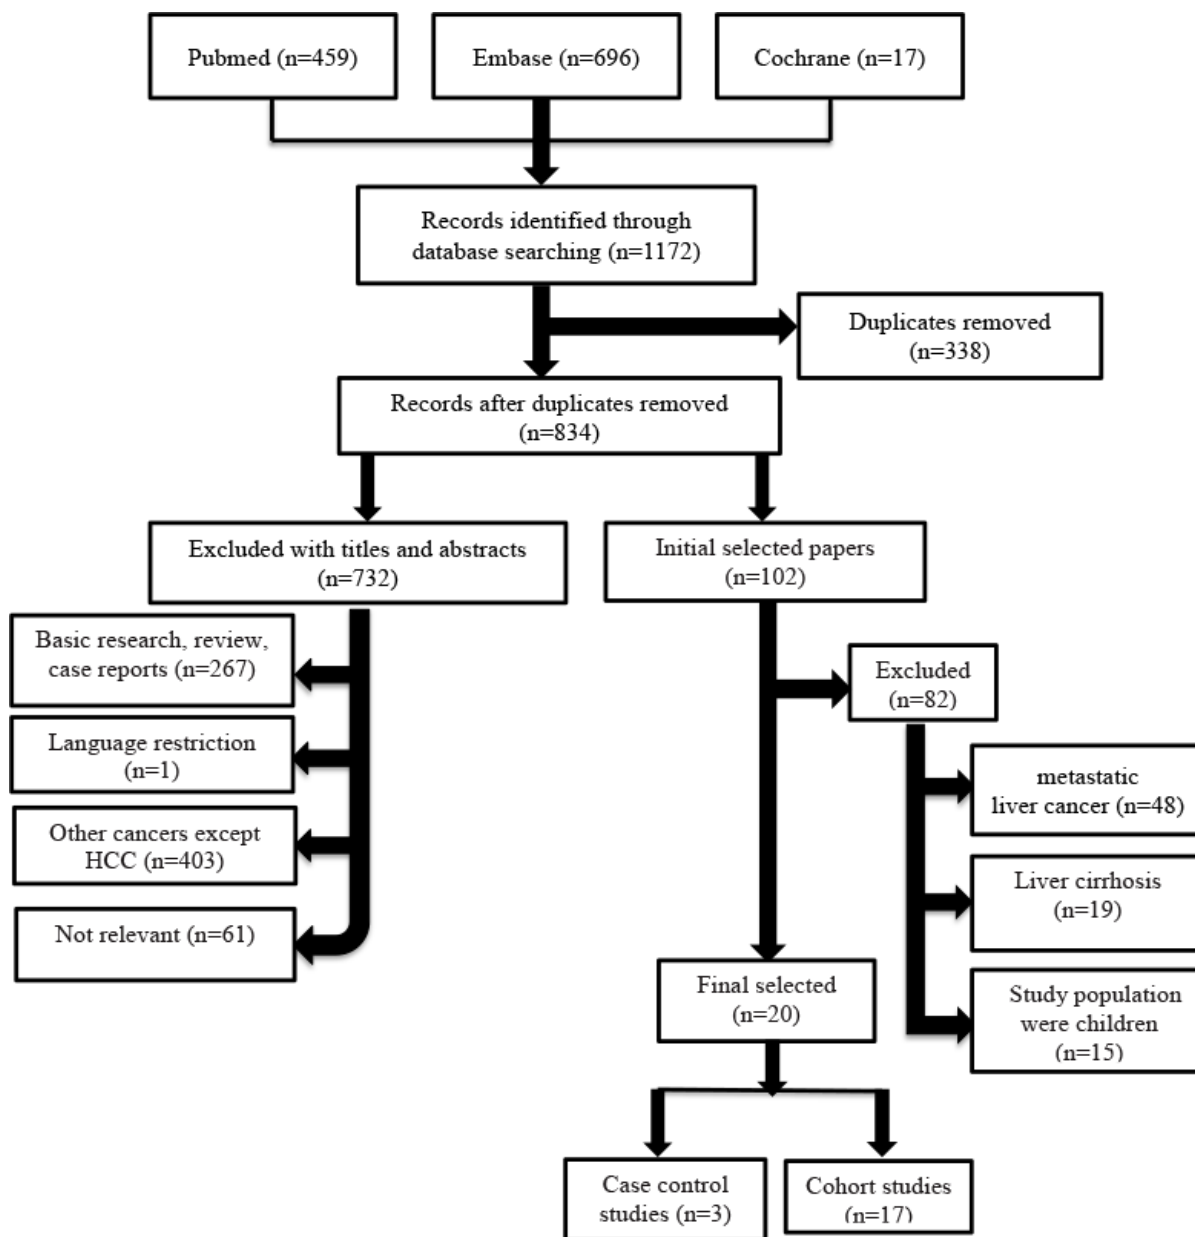 Pubmed (n=459)
Embase (n=696)
Cochrane (n=17)
Records identified through
database searching (n=1172)
Duplicates removed
(n=338)
Records after duplicates removed
(n=834)
Excluded with titles and abstracts
(n=732)
Initial selected papers
(n=102)
Basic research, review,
case reports (n=267)
Language restriction
(n=1)
Other cancers except
HCC (n=403)
Not relevant (n=61)
Excluded
(n=82)
metastatic
liver cancer (n=48)
Liver cirrhosis
(n=19)
Study population
were children
(n=15)
Final selected
(n=20)
Case control
studies (n=3)
Cohort studies
(n=17)